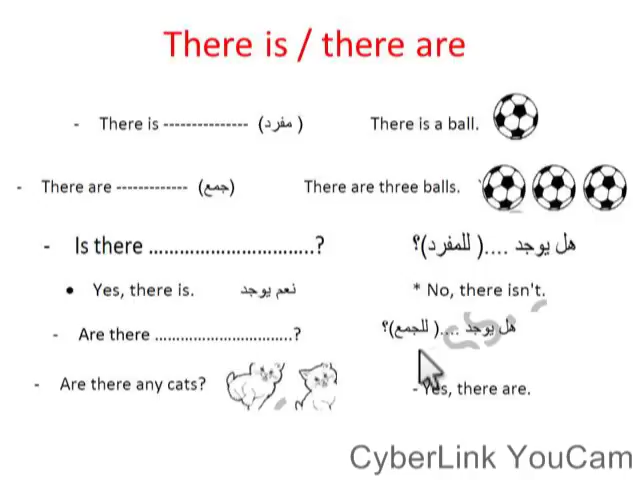 There is / there are
- There is --------------- (مفرد) There is a ball.
- There are ------------- (جمع) There are three balls.
- Is there ................................? هل يوجد ....( للمفرد)؟
• Yes, there is. نعم يوجد * No, there isn't.
- Are there ................................? هل يوجد ....( للجمع)؟
- Are there any cats? - Yes, there are.
CyberLink YouCam